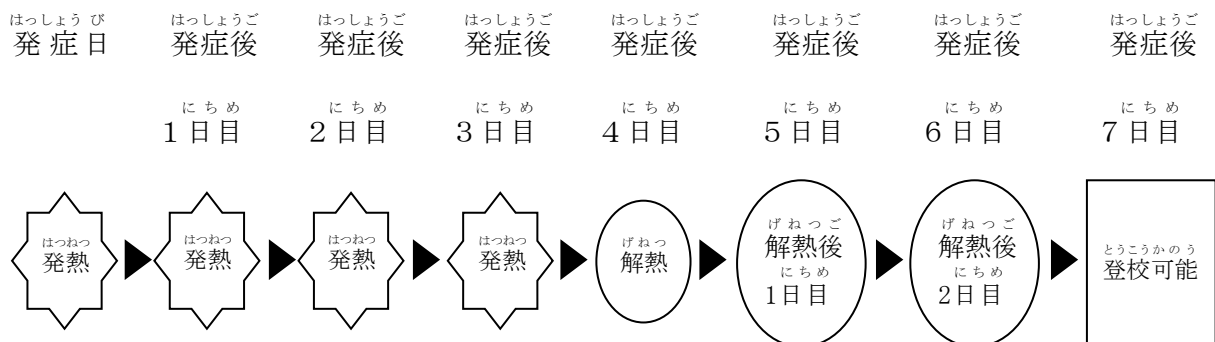 はっしょう び はっしょうご はっしょうご はっしょうご はっしょうご はっしょうご はっしょうご はっしょうご
発症日 発症後 発症後 発症後 発症後 発症後 発症後 発症後
にちめ にちめ にちめ にちめ にちめ にちめ にちめ
1日目 2日目 3日目 4日目 5日目 6日目 7日目
はつねつ はつねつ はつねつ はつねつ げねつ げねつご げねつご とうこうかのう
発熱 発熱 発熱 発熱 解熱 解熱後 解熱後 登校可能
にちめ にちめ
1日目 2日目